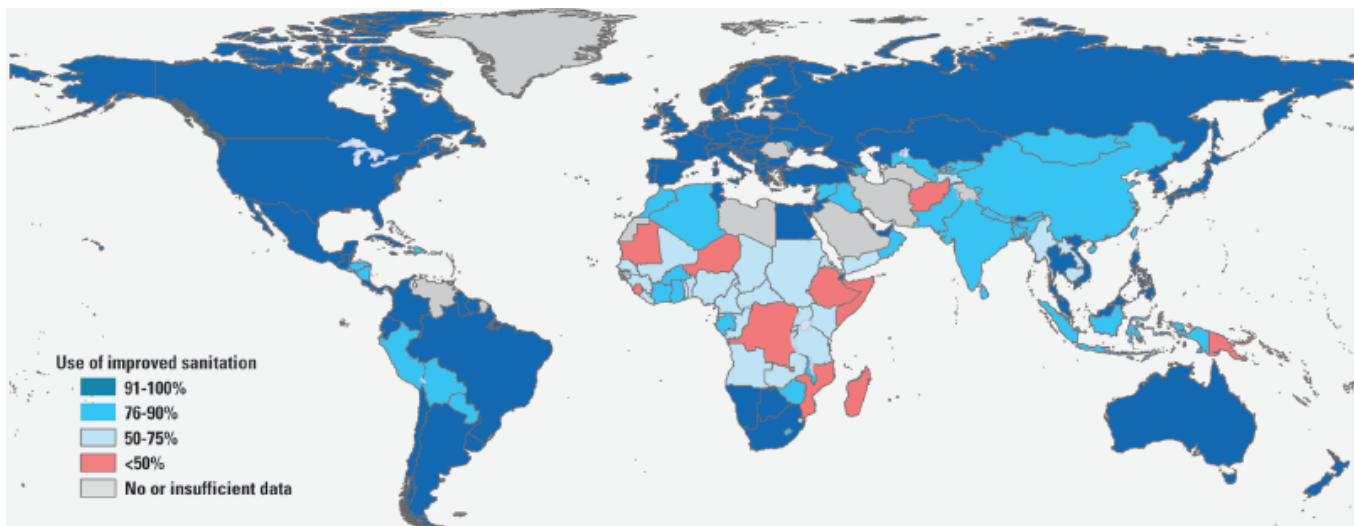 Use of improved sanitation
91-100%
76-90%
50-75%
<50%
No or insufficient data